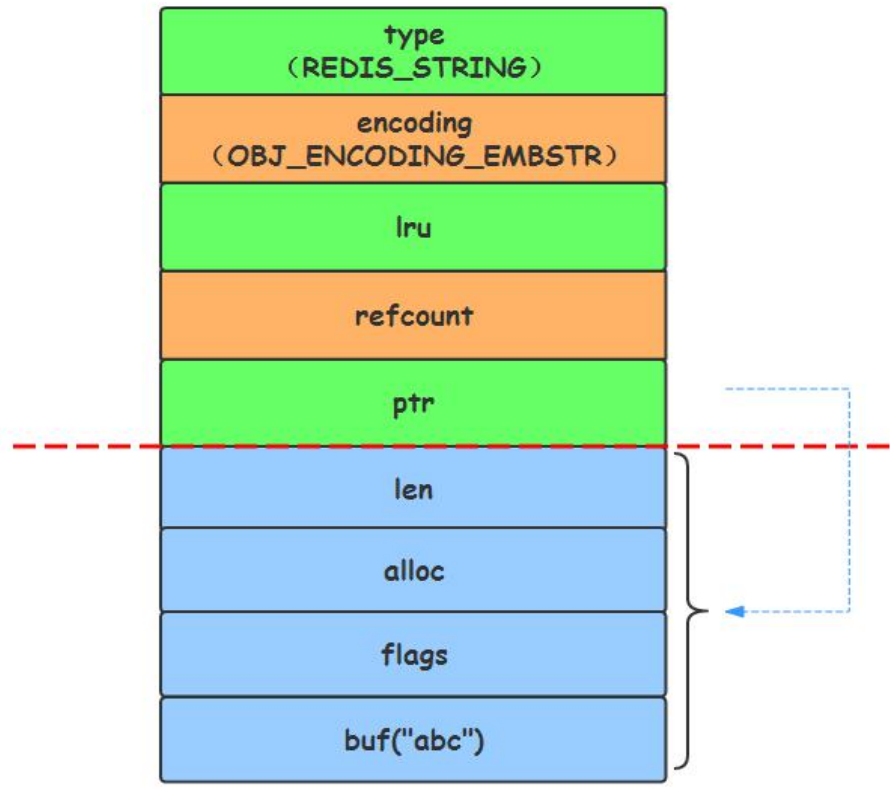 type
（REDIS_STRING）
encoding
（OBJ_ENCODING_EMBSTR）
lru
refcount
ptr
len
alloc
flags
buf("abc")